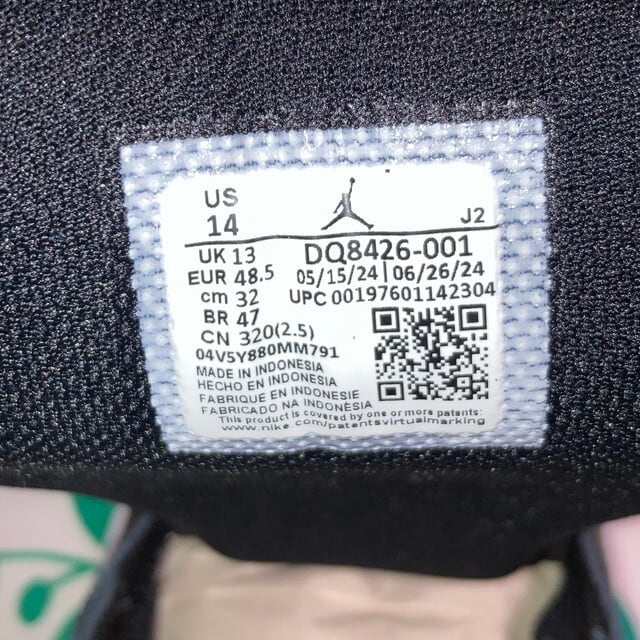 US
14
J2
UK 13
DQ8426-001
EUR 48.5
05/15/24 | 06/26/24
cm 32
UPC 00197601142304
BR 47
CN 320(2.5)
04V5Y880MM791
MADE IN INDONESIA
HECHO EN INDONESIA
FABRIQUE EN INDONESIE
FABRICADO NA INDONÉSIA
This product is covered by one or more patents:
www.nike.com/patentsvirtualmarking